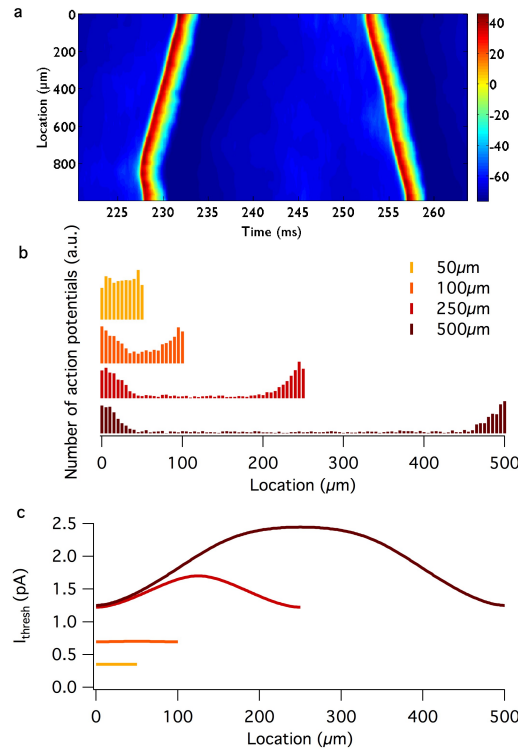 a
Location (µm)
0
200
400
600
800
225 230 235 240 245 250 255 260
Time (ms)
40
20
0
-20
-40
-60
b
Number of action potentials (a.u.)
50µm
100µm
250µm
500µm
0 100 200 300 400 500
Location (µm)
c
I_thresh (pA)
2.5
2.0
1.5
1.0
0.5
0.0
0 100 200 300 400 500
Location (µm)